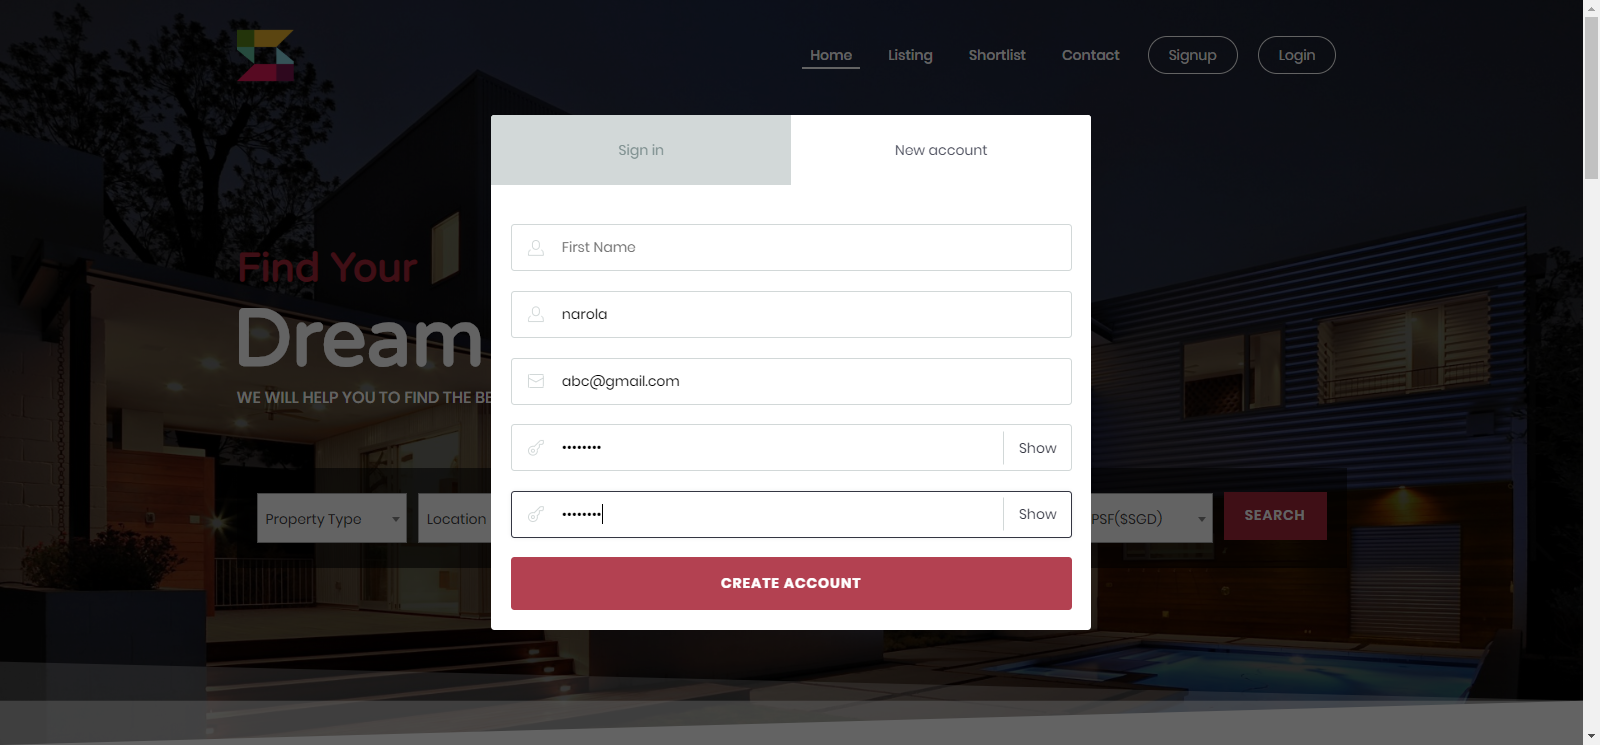 Home Listing Shortlist Contact Signup Login
Sign in New account
Find Your
Dream
WE WILL HELP YOU TO FIND THE BE
First Name
narola
abc@gmail.com
•••••••• Show
•••••••• Show
CREATE ACCOUNT
Property Type Location PSF($SGD) SEARCH